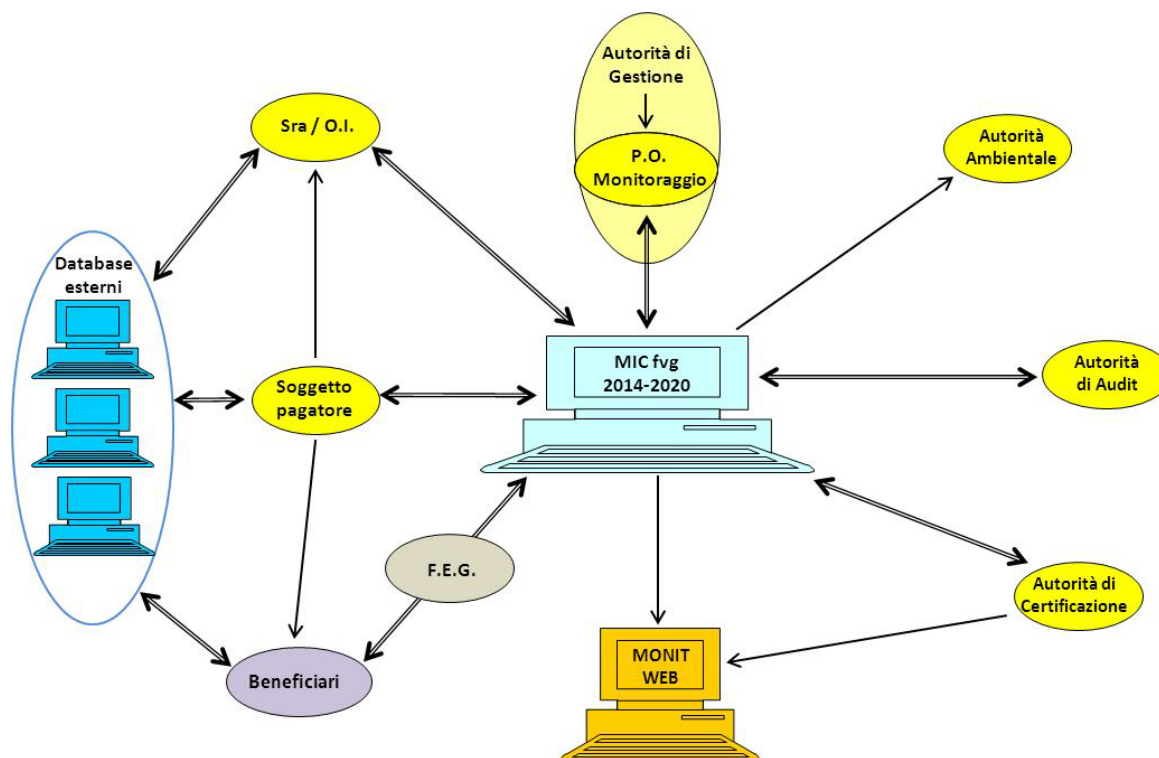 Autorità di
Gestione
Sra / O.I.
P.O.
Monitoraggio
Autorità
Ambientale
Database
esterni
MIC fvg
2014-2020
Autorità
di Audit
Soggetto
pagatore
F.E.G.
Autorità di
Certificazione
Beneficiari
MONIT
WEB